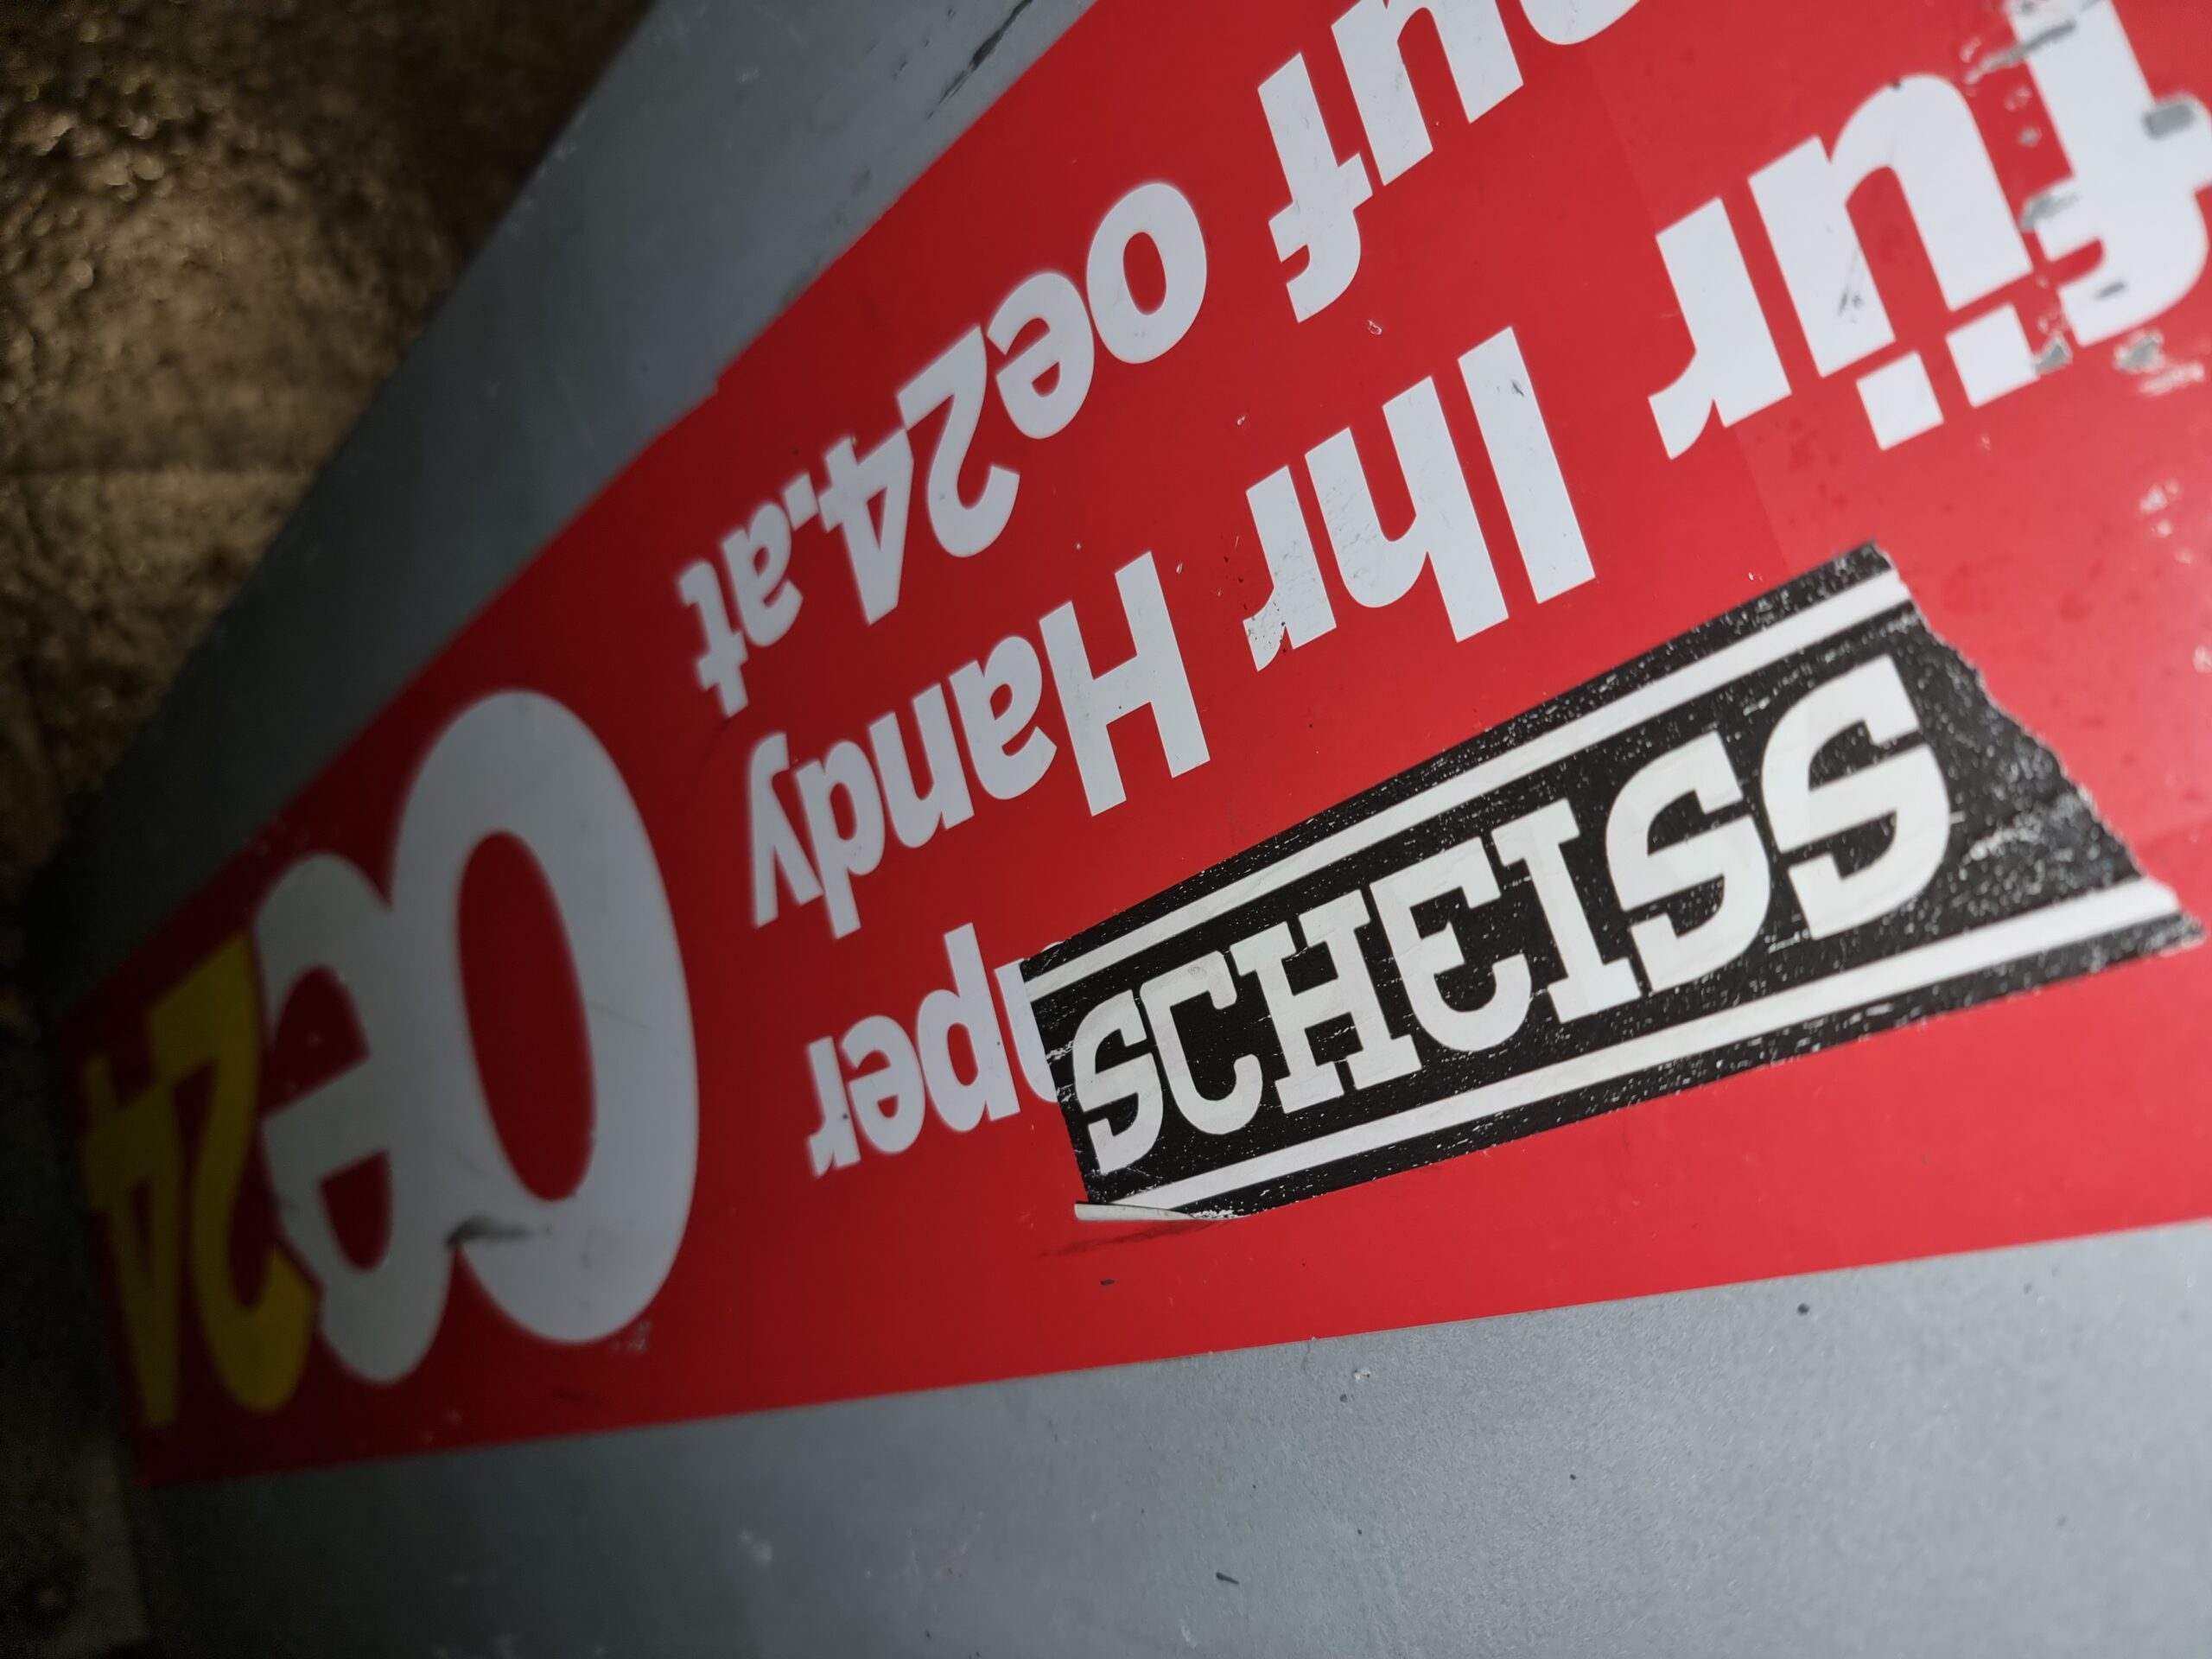 SCHEISS
für Ihr Handy
auf oe24.at
oe24